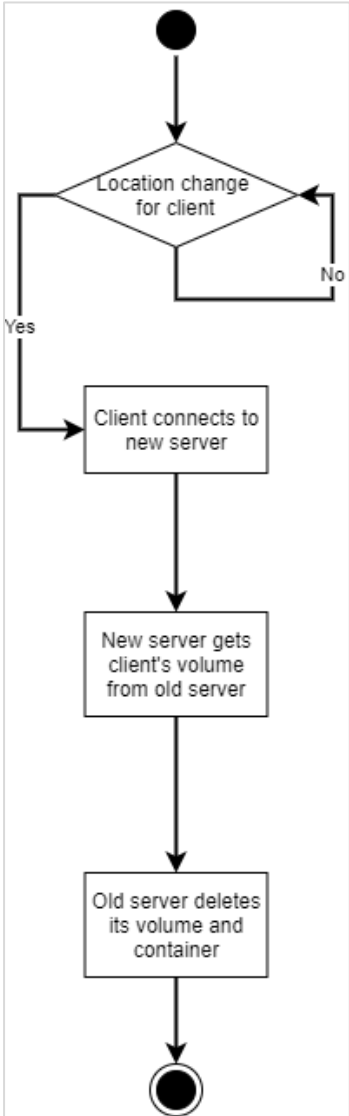 Location change
for client
No
Yes
Client connects to
new server
New server gets
client's volume
from old server
Old server deletes
its volume and
container